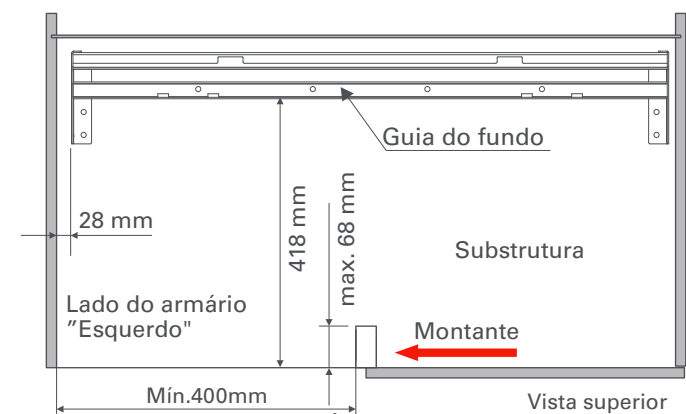 Guia do fundo
28 mm
418 mm
max. 68 mm
Substrutura
Lado do armário
"Esquerdo"
Montante
Mín.400mm
Vista superior